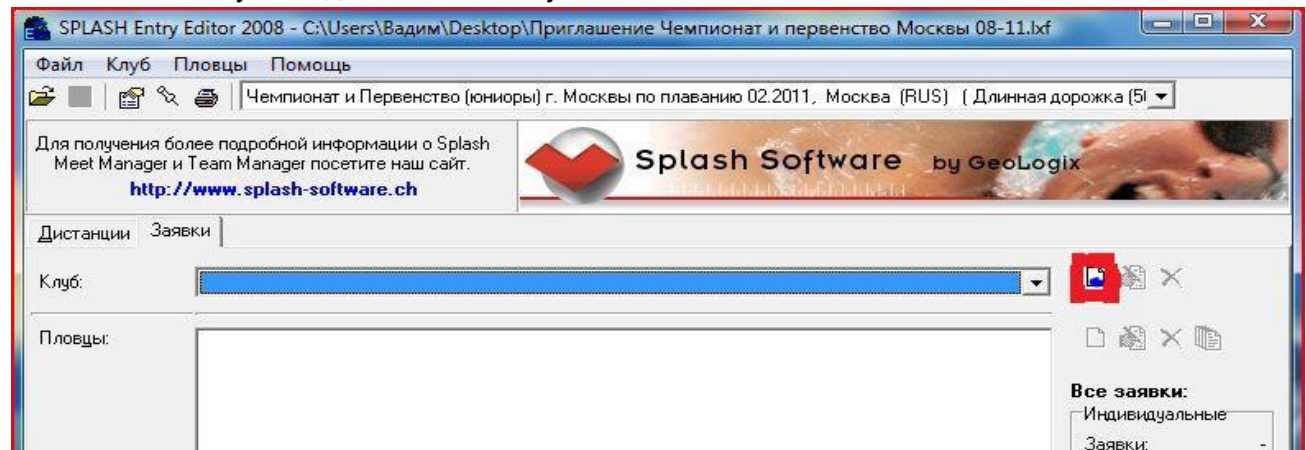 SPLASH Entry Editor 2008 - C:\Users\Вадим\Desktop\Приглашение Чемпионат и первенство Москвы 08-11.lxf
Файл Клуб Пловцы Помощь
Чемпионат и Первенство (юниоры) г. Москвы по плаванию 02.2011, Москва (RUS) ( Длинная дорожка (5
Для получения более подробной информации о Splash
Meet Manager и Team Manager посетите наш сайт.
http://www.splash-software.ch
Splash Software by GeoLogix
Дистанции Заявки
Клуб:
Пловцы:
Все заявки:
Индивидуальные
Заявки: -